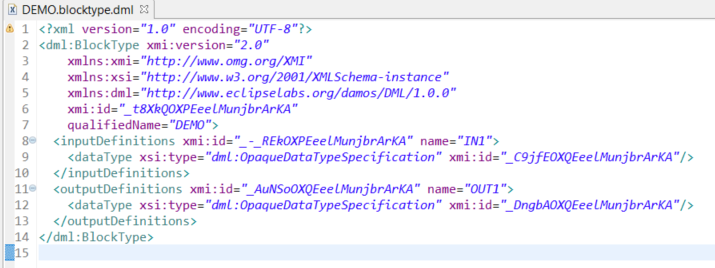 DEMO.blocktype.dml
1 <?xml version="1.0" encoding="UTF-8"?>
2 <dml:BlockType xmi:version="2.0"
3 xmlns:xmi="http://www.omg.org/XMI"
4 xmlns:xsi="http://www.w3.org/2001/XMLSchema-instance"
5 xmlns:dml="http://www.eclipselabs.org/damos/DML/1.0.0"
6 xmi:id="_t8XkQOXPEeelMunjbrArKA"
7 qualifiedName="DEMO">
8 <inputDefinitions xmi:id="_-_REkOXPEeelMunjbrArKA" name="IN1">
9 <dataType xsi:type="dml:OpaqueDataTypeSpecification" xmi:id="_C9jfEOXQEeelMunjbrArKA"/>
10 </inputDefinitions>
11 <outputDefinitions xmi:id="_AuNSoOXQEeelMunjbrArKA" name="OUT1">
12 <dataType xsi:type="dml:OpaqueDataTypeSpecification" xmi:id="_DngbAOXQEeelMunjbrArKA"/>
13 </outputDefinitions>
14 </dml:BlockType>
15